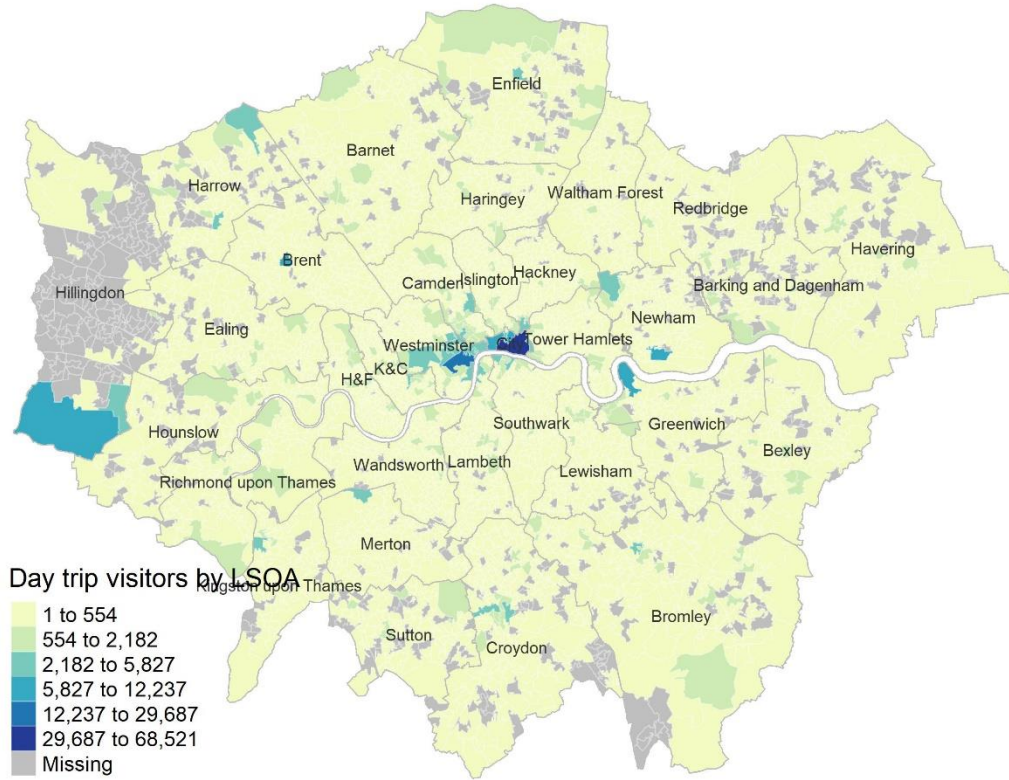 Enfield
Barnet
Harrow
Haringey
Waltham Forest
Redbridge
Havering
Brent
Camden
Islington
Hackney
Barking and Dagenham
Hillingdon
Ealing
Newham
Westminster
Tower Hamlets
K&C
H&F
Hounslow
Southwark
Greenwich
Bexley
Wandsworth
Lambeth
Lewisham
Richmond upon Thames
Merton
Kingston upon Thames
Bromley
Sutton
Croydon
Day trip visitors by LSOA
1 to 554
554 to 2,182
2,182 to 5,827
5,827 to 12,237
12,237 to 29,687
29,687 to 68,521
Missing